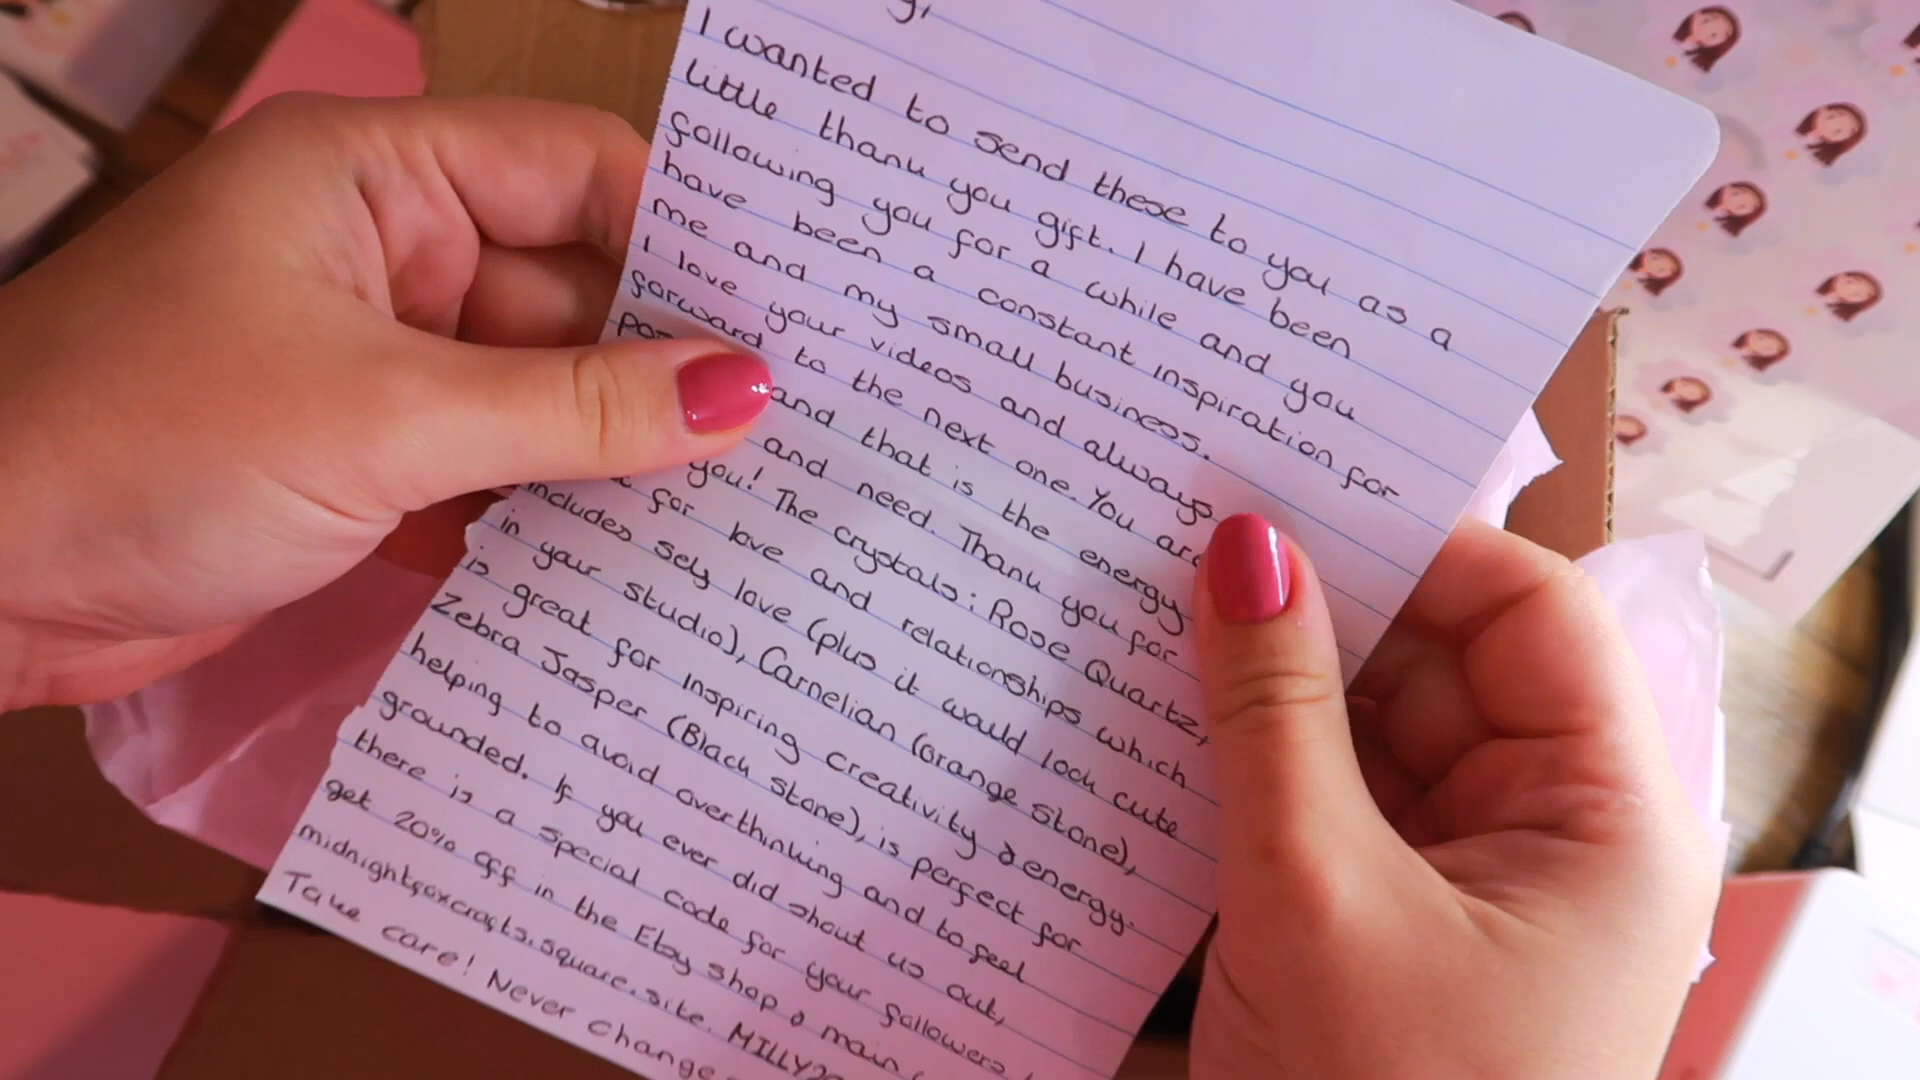 I wanted to send these to you as a
little thank you gift. I have been
following you for a while and you
have been a constant inspiration for
me and my small business.
I love your videos and always
forward to the next one. You are
and that is the energy
and need. Thank you for
you! The crystals: Rose Quartz,
for love and relationships which
includes self love (plus it would look cute
in your studio), Carnelian (orange stone),
is great for inspiring creativity & energy.
Zebra Jasper (Black stone), is perfect for
helping to avoid overthinking and to feel
grounded. If you ever did shout us out,
there is a special code for your followers
get 20% off in the Etsy shop & main
midnightfoxcrafts.square.site.
Take care! Never change